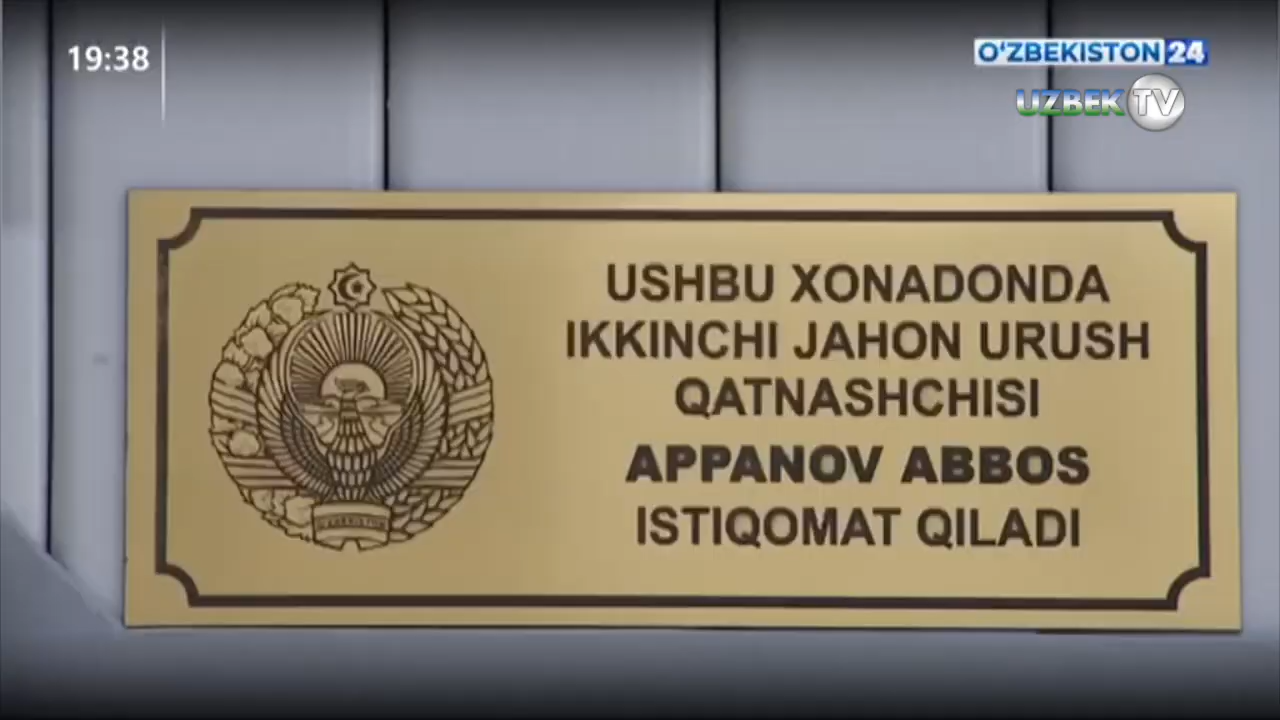 19:38
O‘ZBEKISTON 24
UZBEK TV
USHBU XONADONDA
IKKINCHI JAHON URUSH
QATNASHCHISI
APPANOV ABBOS
ISTIQOMAT QILADI